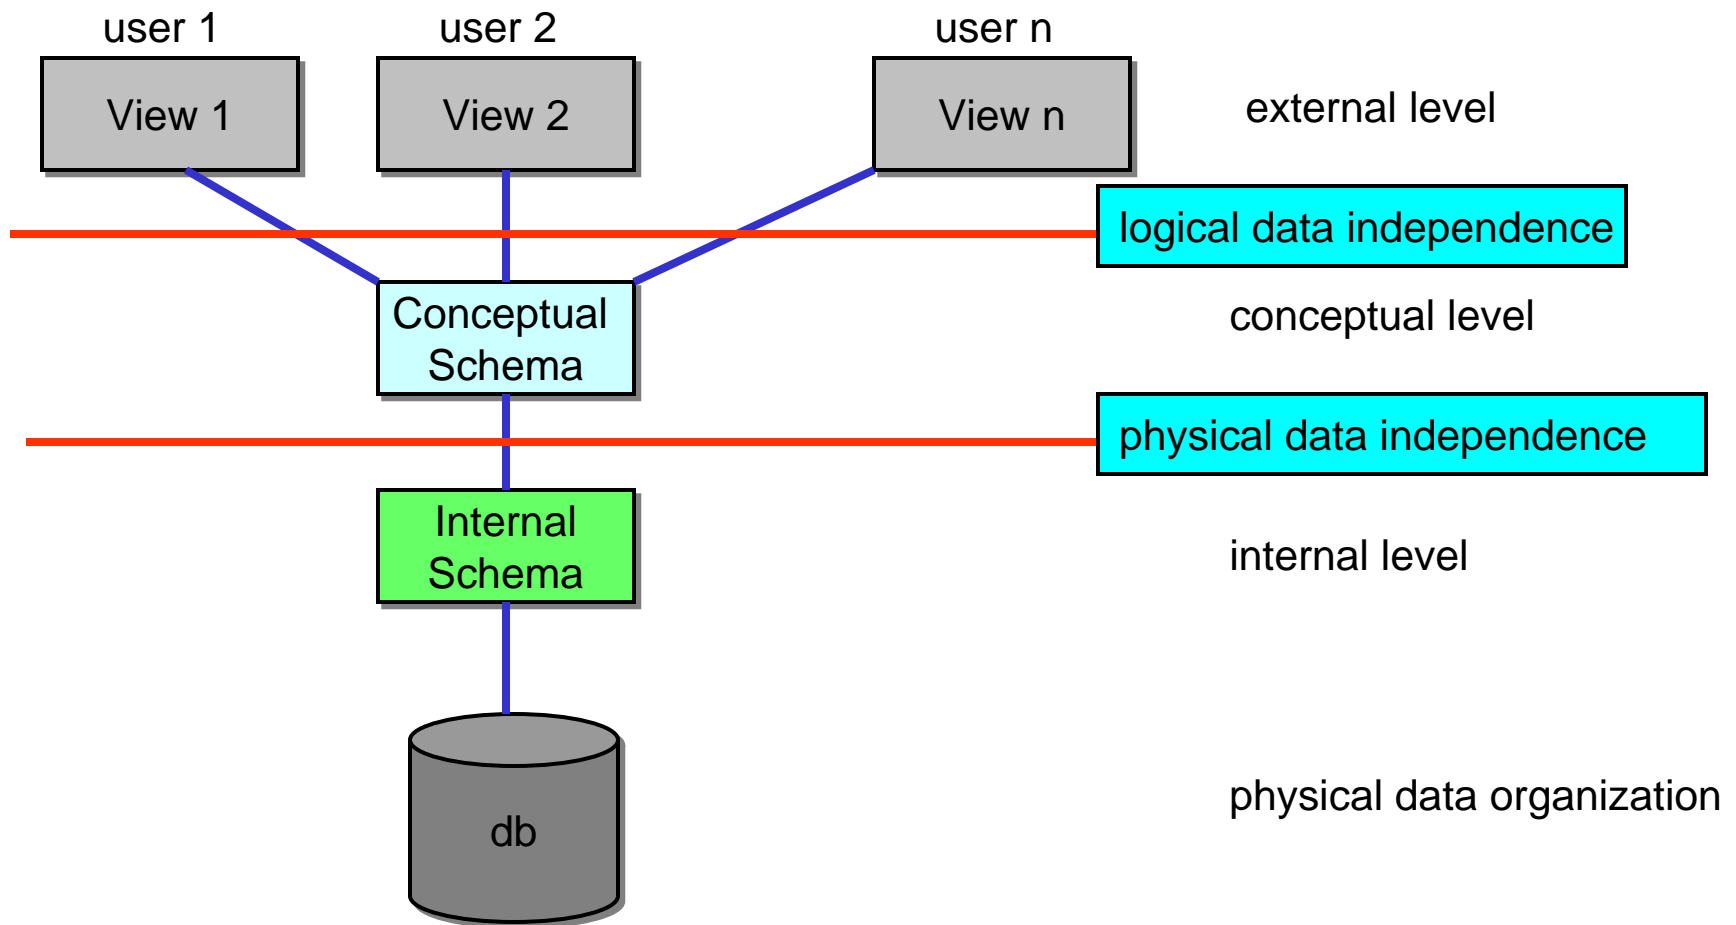 user 1
user 2
user n
View 1
View 2
View n
external level
logical data independence
Conceptual
Schema
conceptual level
physical data independence
Internal
Schema
internal level
db
physical data organization